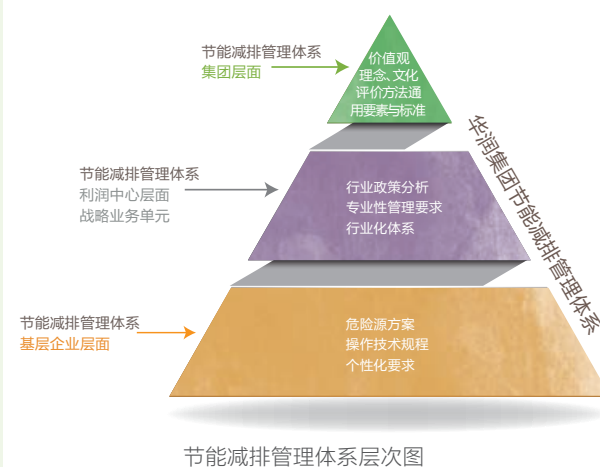 节能减排管理体系
集团层面
价值观
理念、文化
评价方法通
用要素与标准
华润集团节能减排管理体系
节能减排管理体系
利润中心层面
战略业务单元
行业政策分析
专业性管理要求
行业化体系
节能减排管理体系
基层企业层面
危险源方案
操作技术规程
个性化要求
节能减排管理体系层次图